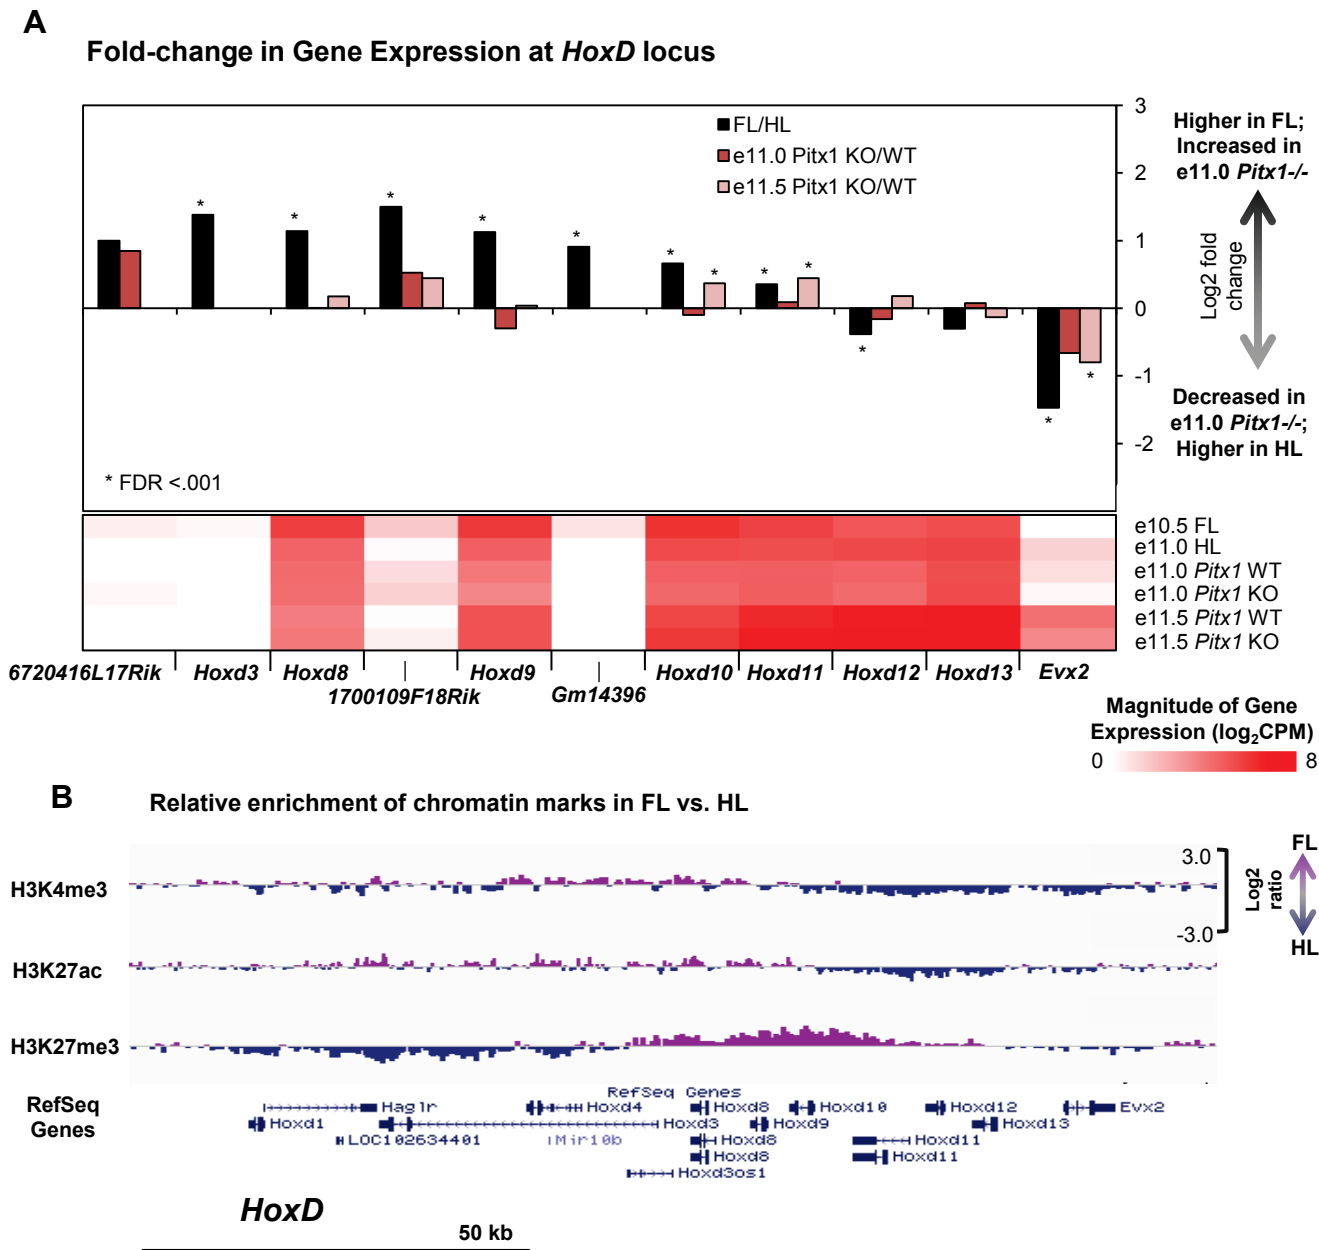 A
Fold-change in Gene Expression at HoxD locus
FL/HL
e11.0 Pitx1 KO/WT
e11.5 Pitx1 KO/WT
3
2
1
0
-1
-2
Higher in FL;
Increased in
e11.0 Pitx1-/-
Log2 fold
change
Decreased in
e11.0 Pitx1-/-;
Higher in HL
* * * * * * * * * * * * *
* FDR <.001
e10.5 FL
e11.0 HL
e11.0 Pitx1 WT
e11.0 Pitx1 KO
e11.5 Pitx1 WT
e11.5 Pitx1 KO
6720416L17Rik Hoxd3 Hoxd8 Hoxd9 Hoxd10 Hoxd11 Hoxd12 Hoxd13 Evx2
1700109F18Rik Gm14396
Magnitude of Gene
Expression (log2CPM)
0 8
B
Relative enrichment of chromatin marks in FL vs. HL
H3K4me3
3.0
-3.0
Log2
ratio
FL
HL
H3K27ac
H3K27me3
RefSeq
Genes
RefSeq Genes
Haglr Hoxd4 Hoxd8 Hoxd10 Hoxd12 Evx2
Hoxd1 Hoxd3 Hoxd9 Hoxd13
LOC102634401 Mir10b Hoxd8 Hoxd11
Hoxd8 Hoxd11
Hoxd3os1
HoxD
50 kb